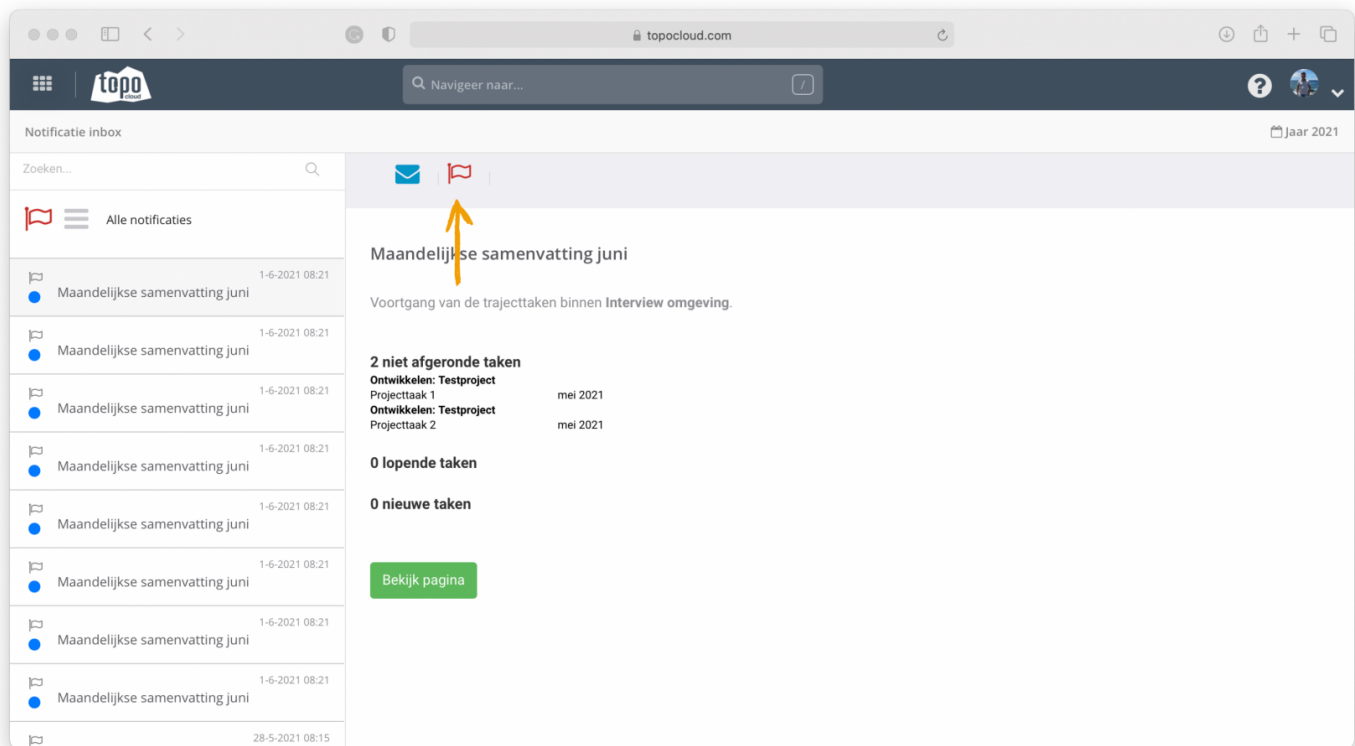 topocloud.com
topo
cloud
Navigeer naar...
/
?
Notificatie inbox
Jaar 2021
Zoeken...
Alle notificaties
1-6-2021 08:21
Maandelijkse samenvatting juni
1-6-2021 08:21
Maandelijkse samenvatting juni
1-6-2021 08:21
Maandelijkse samenvatting juni
1-6-2021 08:21
Maandelijkse samenvatting juni
1-6-2021 08:21
Maandelijkse samenvatting juni
1-6-2021 08:21
Maandelijkse samenvatting juni
1-6-2021 08:21
Maandelijkse samenvatting juni
1-6-2021 08:21
Maandelijkse samenvatting juni
28-5-2021 08:15
Maandelijkse samenvatting juni
Voortgang van de trajecttaken binnen Interview omgeving.
2 niet afgeronde taken
Ontwikkelen: Testproject
Projecttaak 1 mei 2021
Ontwikkelen: Testproject
Projecttaak 2 mei 2021
0 lopende taken
0 nieuwe taken
Bekijk pagina